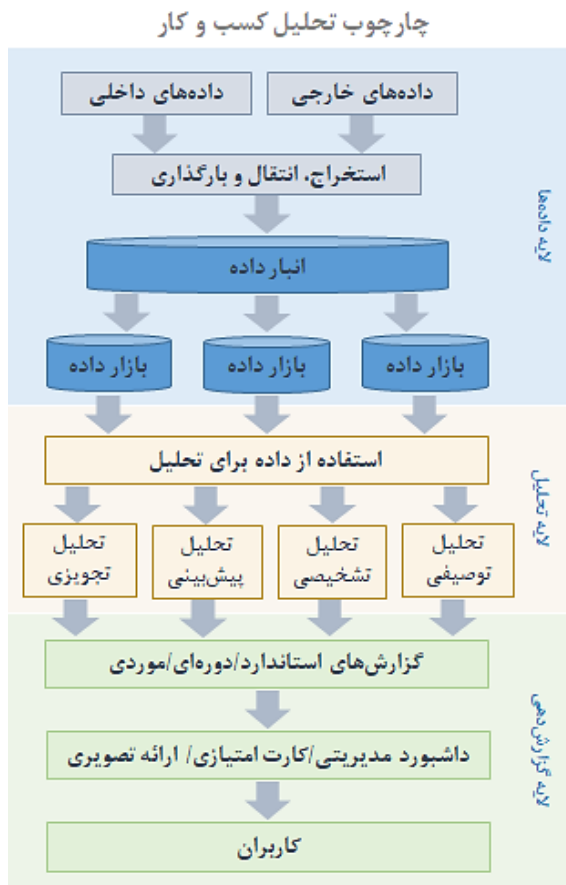 چارچوب تحلیل کسب و کار
داده‌های خارجی
داده‌های داخلی
استخراج، انتقال و بارگذاری
انبار داده
بازار داده
بازار داده
بازار داده
لایه داده‌ها
استفاده از داده برای تحلیل
تحلیل
توصیفی
تحلیل
تشخیصی
تحلیل
پیش‌بینی
تحلیل
تجویزی
لایه تحلیل
گزارش‌های استاندارد/دوره‌ای/موردی
داشبورد مدیریتی/کارت امتیازی/ ارائه تصویری
کاربران
لایه گزارش‌دهی